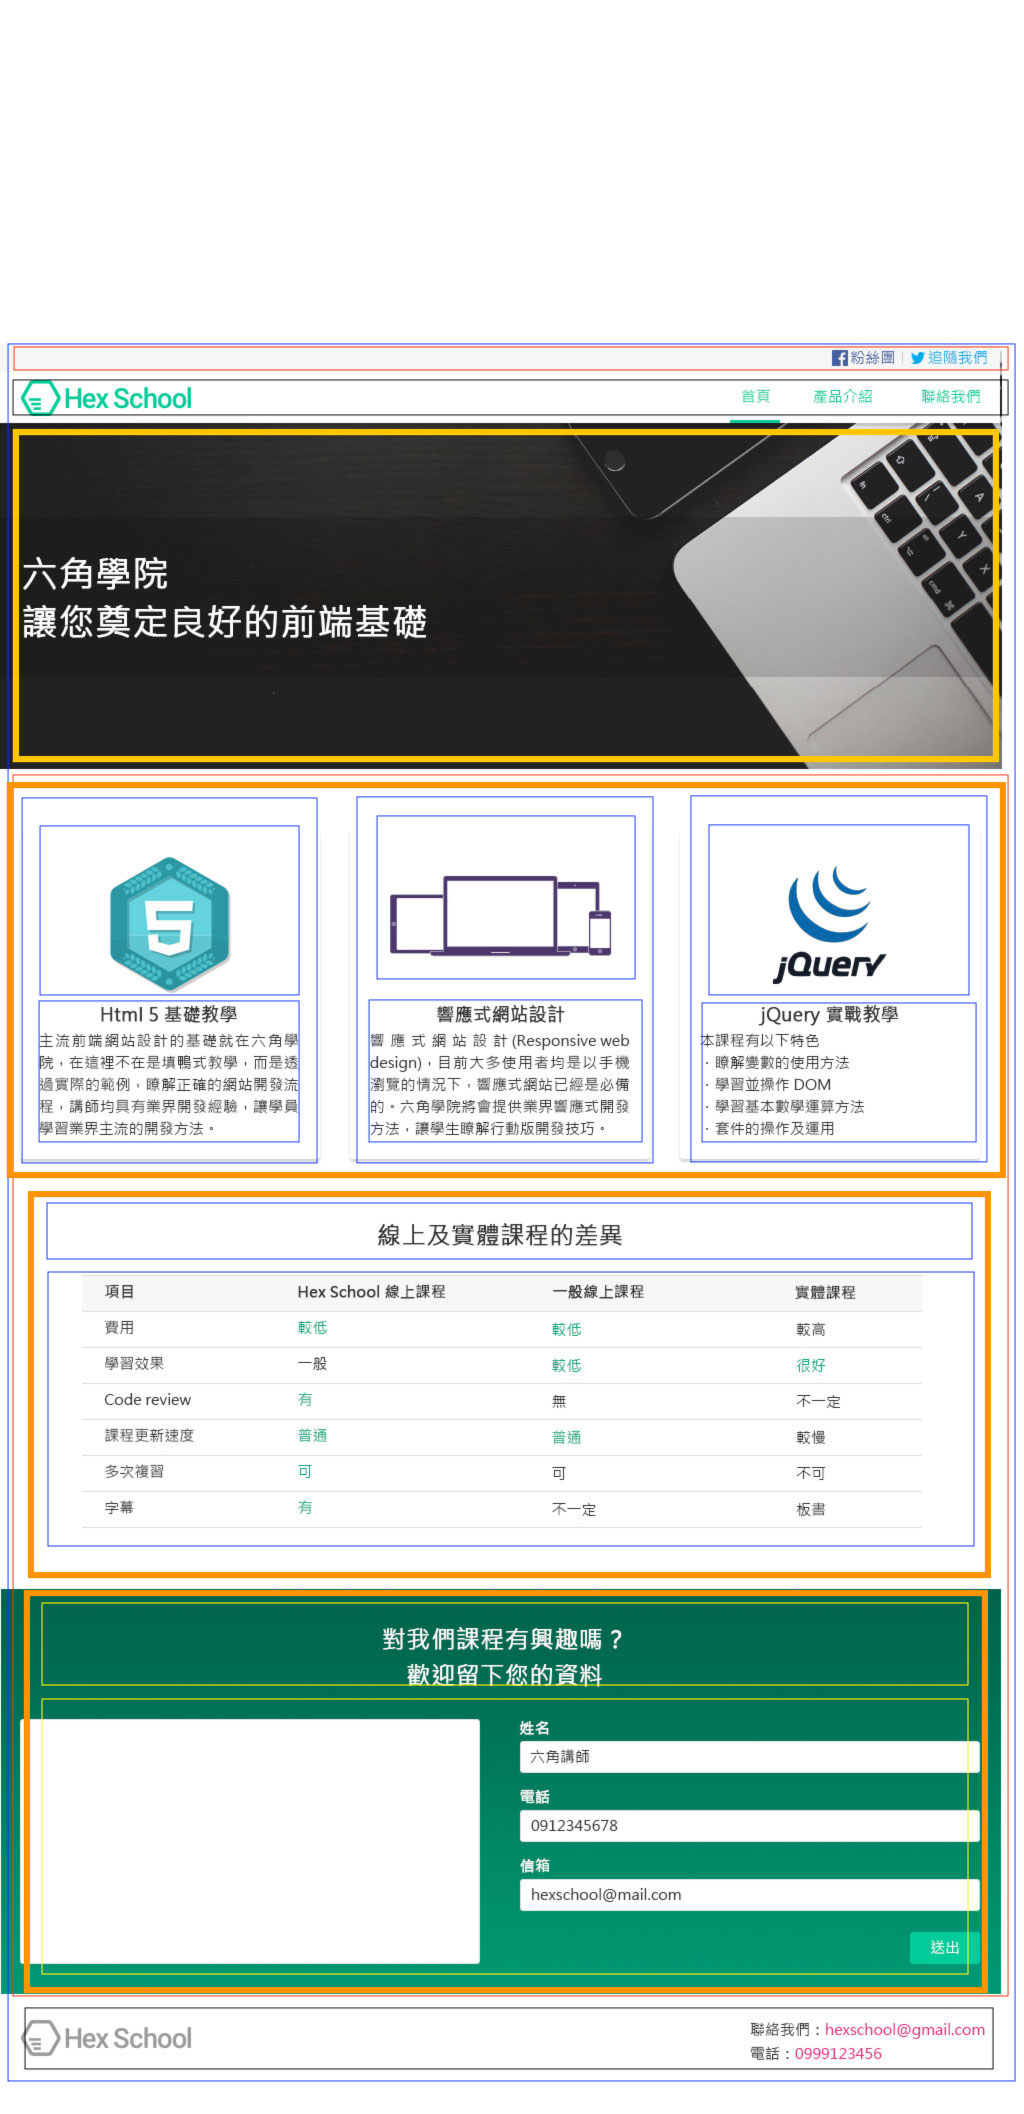 粉絲團 | 追隨我們
Hex School
首頁 產品介紹 聯絡我們
六角學院
讓您奠定良好的前端基礎
5
jQuery
Html 5 基礎教學
主流前端網站設計的基礎就在六角學
院，在這裡不在是填鴨式教學，而是透
過實際的範例，瞭解正確的網站開發流
程，講師均具有業界開發經驗，讓學員
學習業界主流的開發方法。
響應式網站設計
響應式網站設計(Responsive web
design)，目前大多使用者均是以手機
瀏覽的情況下，響應式網站已經是必備
的。六角學院將會提供業界響應式開發
方法，讓學生瞭解行動版開發技巧。
jQuery 實戰教學
本課程有以下特色
．瞭解變數的使用方法
．學習並操作 DOM
．學習基本數學運算方法
．套件的操作及運用
線上及實體課程的差異
項目 Hex School 線上課程 一般線上課程 實體課程
費用 較低 較低 較高
學習效果 一般 較低 很好
Code review 有 無 不一定
課程更新速度 普通 普通 較慢
多次複習 可 可 不可
字幕 有 不一定 板書
對我們課程有興趣嗎？
歡迎留下您的資料
姓名
六角講師
電話
0912345678
信箱
hexschool@mail.com
送出
Hex School
聯絡我們：hexschool@gmail.com
電話：0999123456